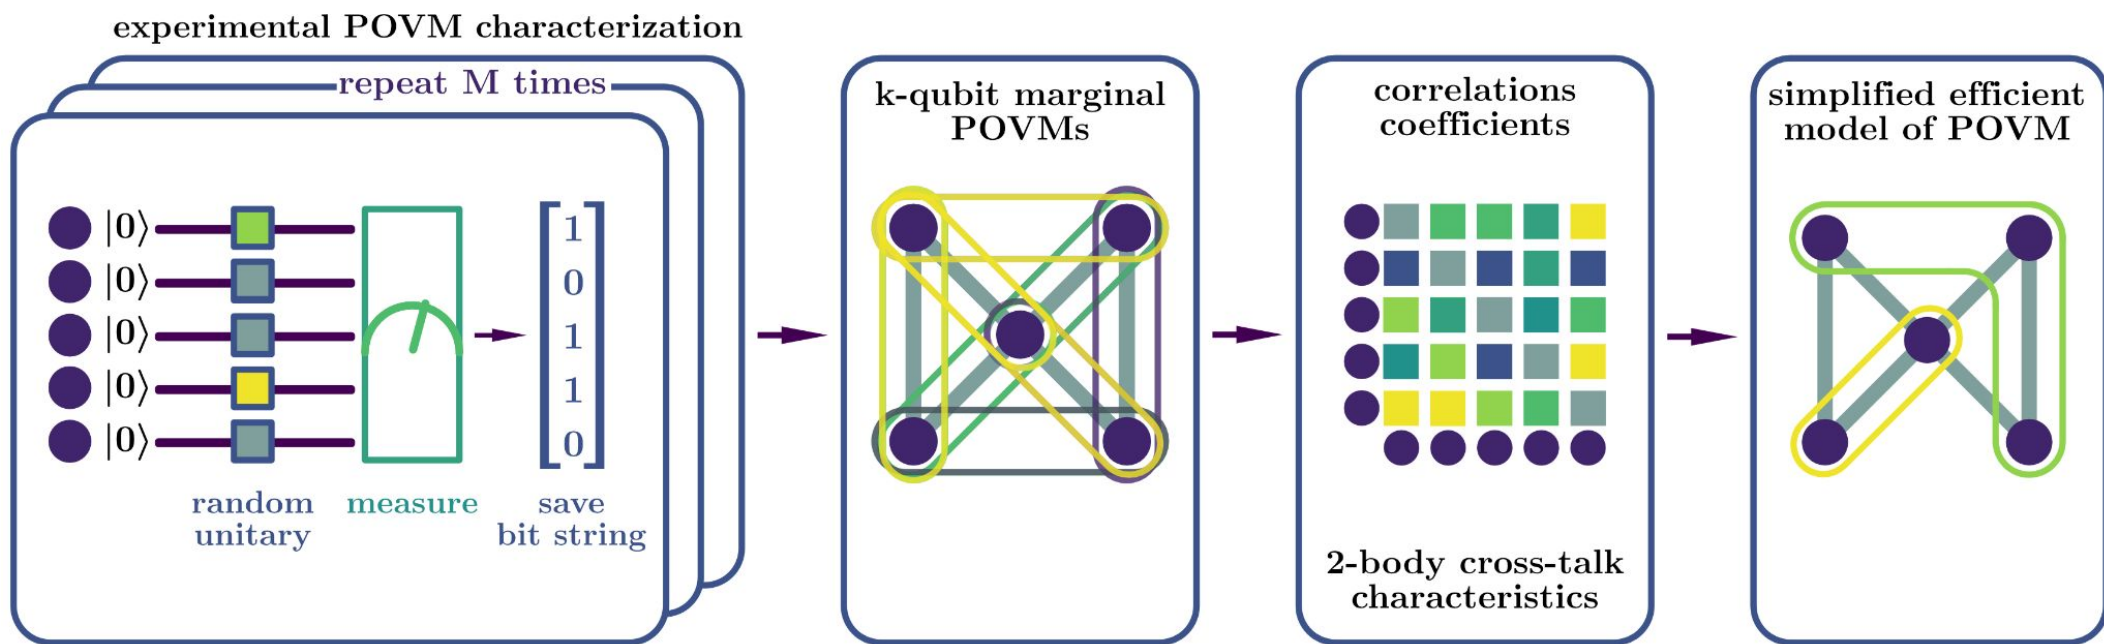 experimental POVM characterization
repeat M times
|0⟩ 1
|0⟩ 0
|0⟩ 1
|0⟩ 1
|0⟩ 0
random
unitary
measure
save
bit string
k-qubit marginal
POVMs
correlations
coefficients
2-body cross-talk
characteristics
simplified efficient
model of POVM